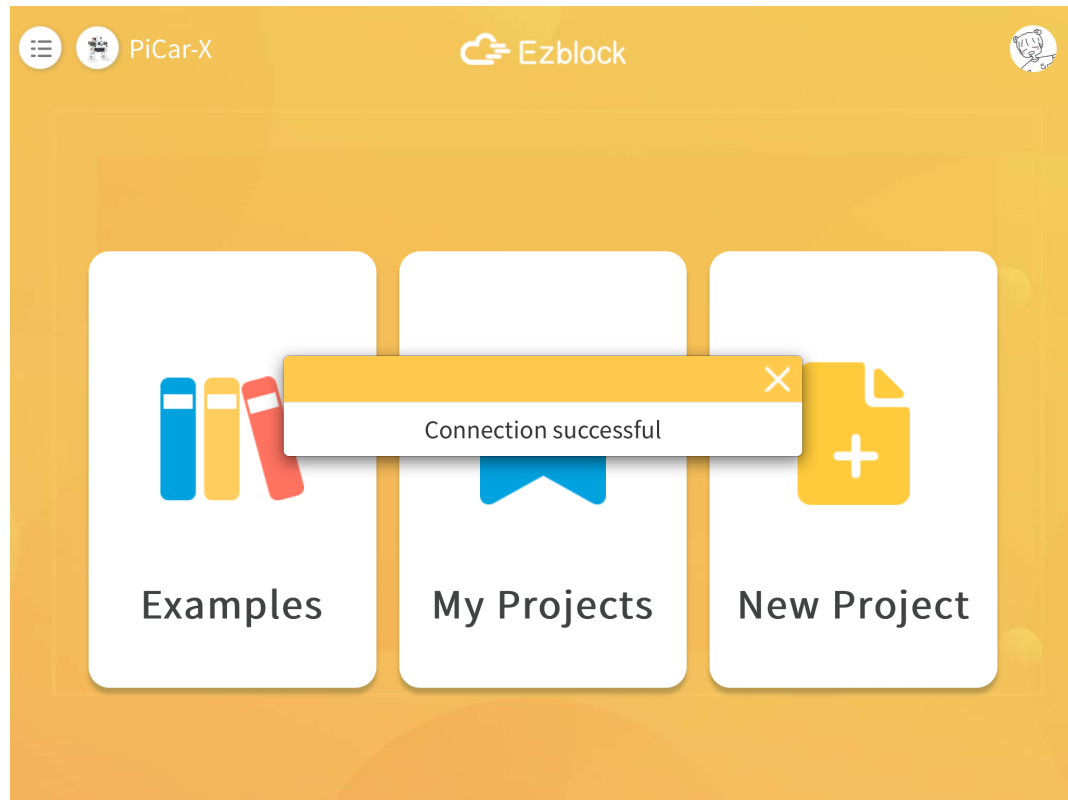 PiCar-X
Ezblock
Connection successful
Examples
My Projects
New Project